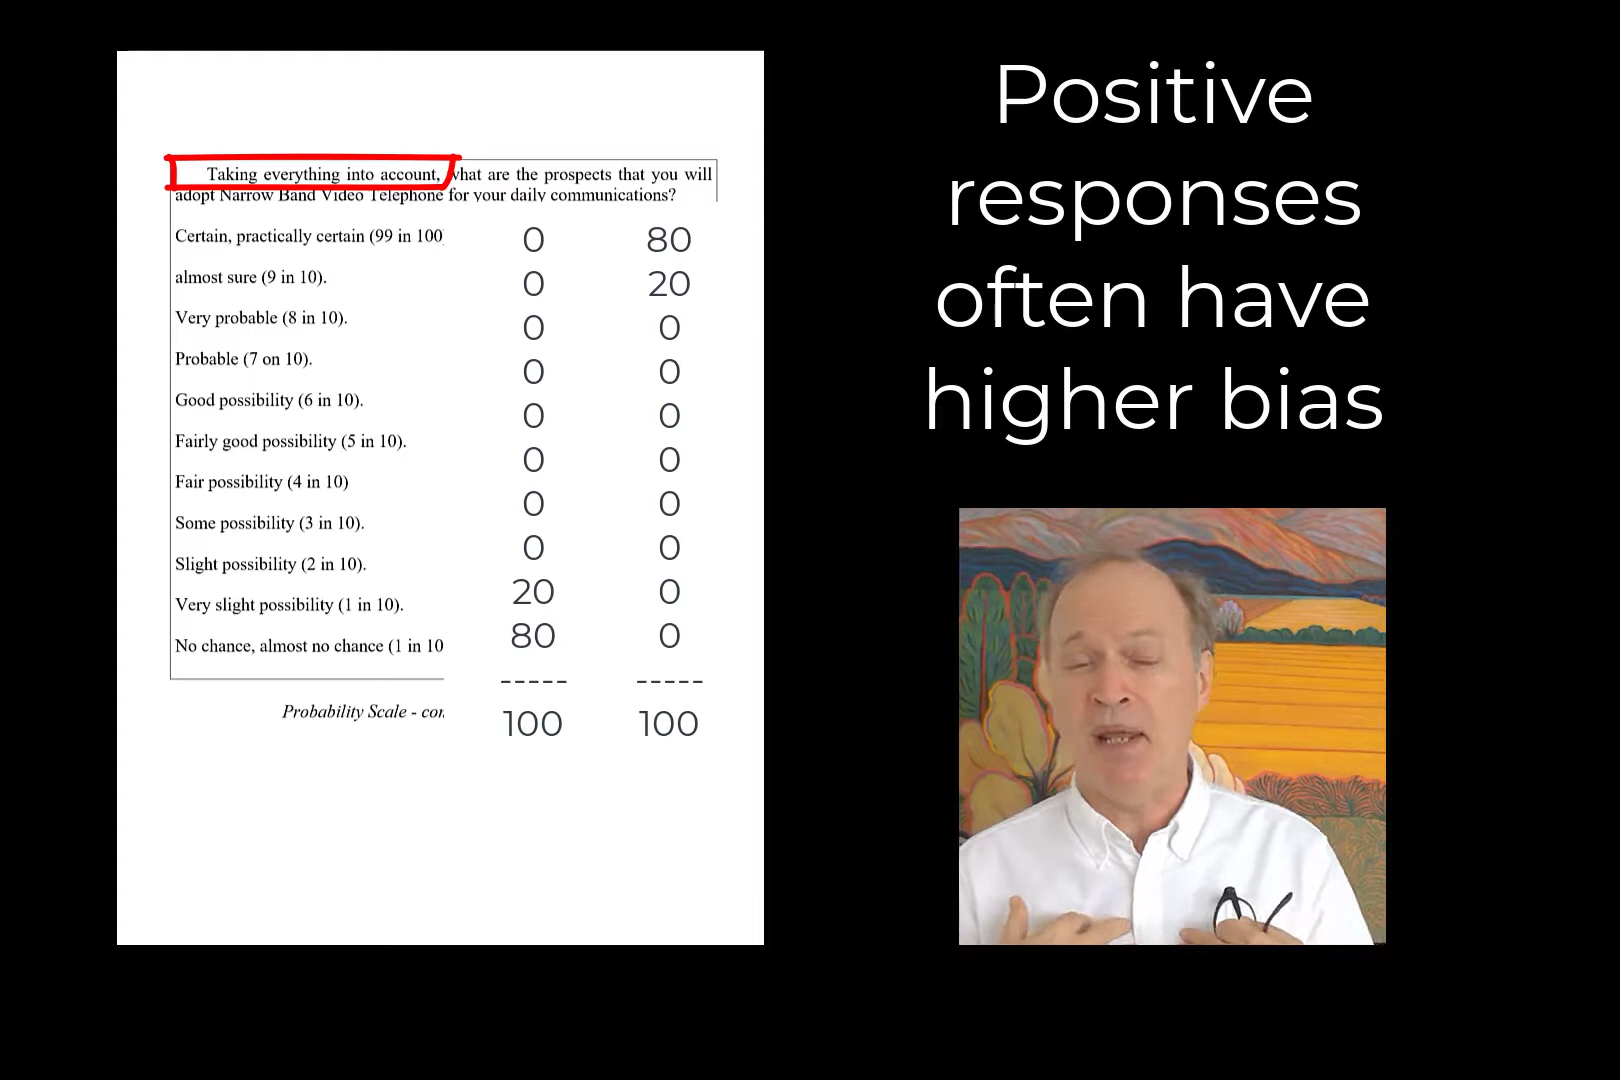 Positive
responses
often have
higher bias
Taking everything into account, what are the prospects that you will
adopt Narrow Band Video Telephone for your daily communications?
Certain, practically certain (99 in 100)
almost sure (9 in 10).
Very probable (8 in 10).
Probable (7 on 10).
Good possibility (6 in 10).
Fairly good possibility (5 in 10).
Fair possibility (4 in 10)
Some possibility (3 in 10).
Slight possibility (2 in 10).
Very slight possibility (1 in 10).
No chance, almost no chance (1 in 10
0 80
0 20
0 0
0 0
0 0
0 0
0 0
0 0
20 0
80 0
----- -----
100 100
Probability Scale -